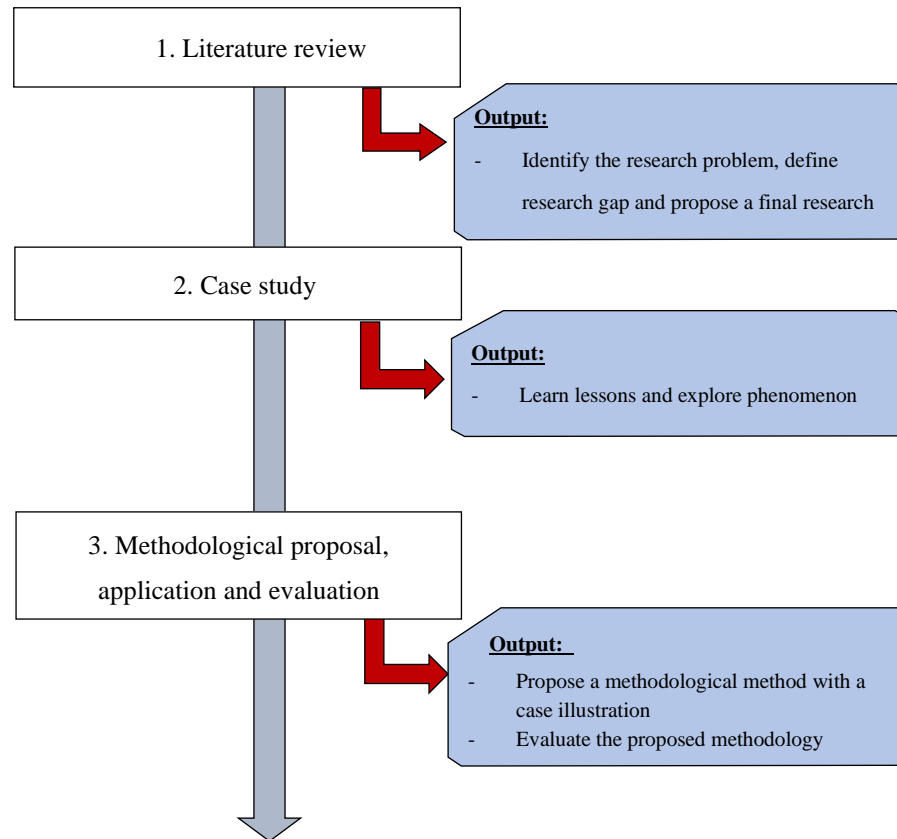 1. Literature review
Output:
- Identify the research problem, define
research gap and propose a final research
2. Case study
Output:
- Learn lessons and explore phenomenon
3. Methodological proposal,
application and evaluation
Output:
- Propose a methodological method with a
case illustration
- Evaluate the proposed methodology